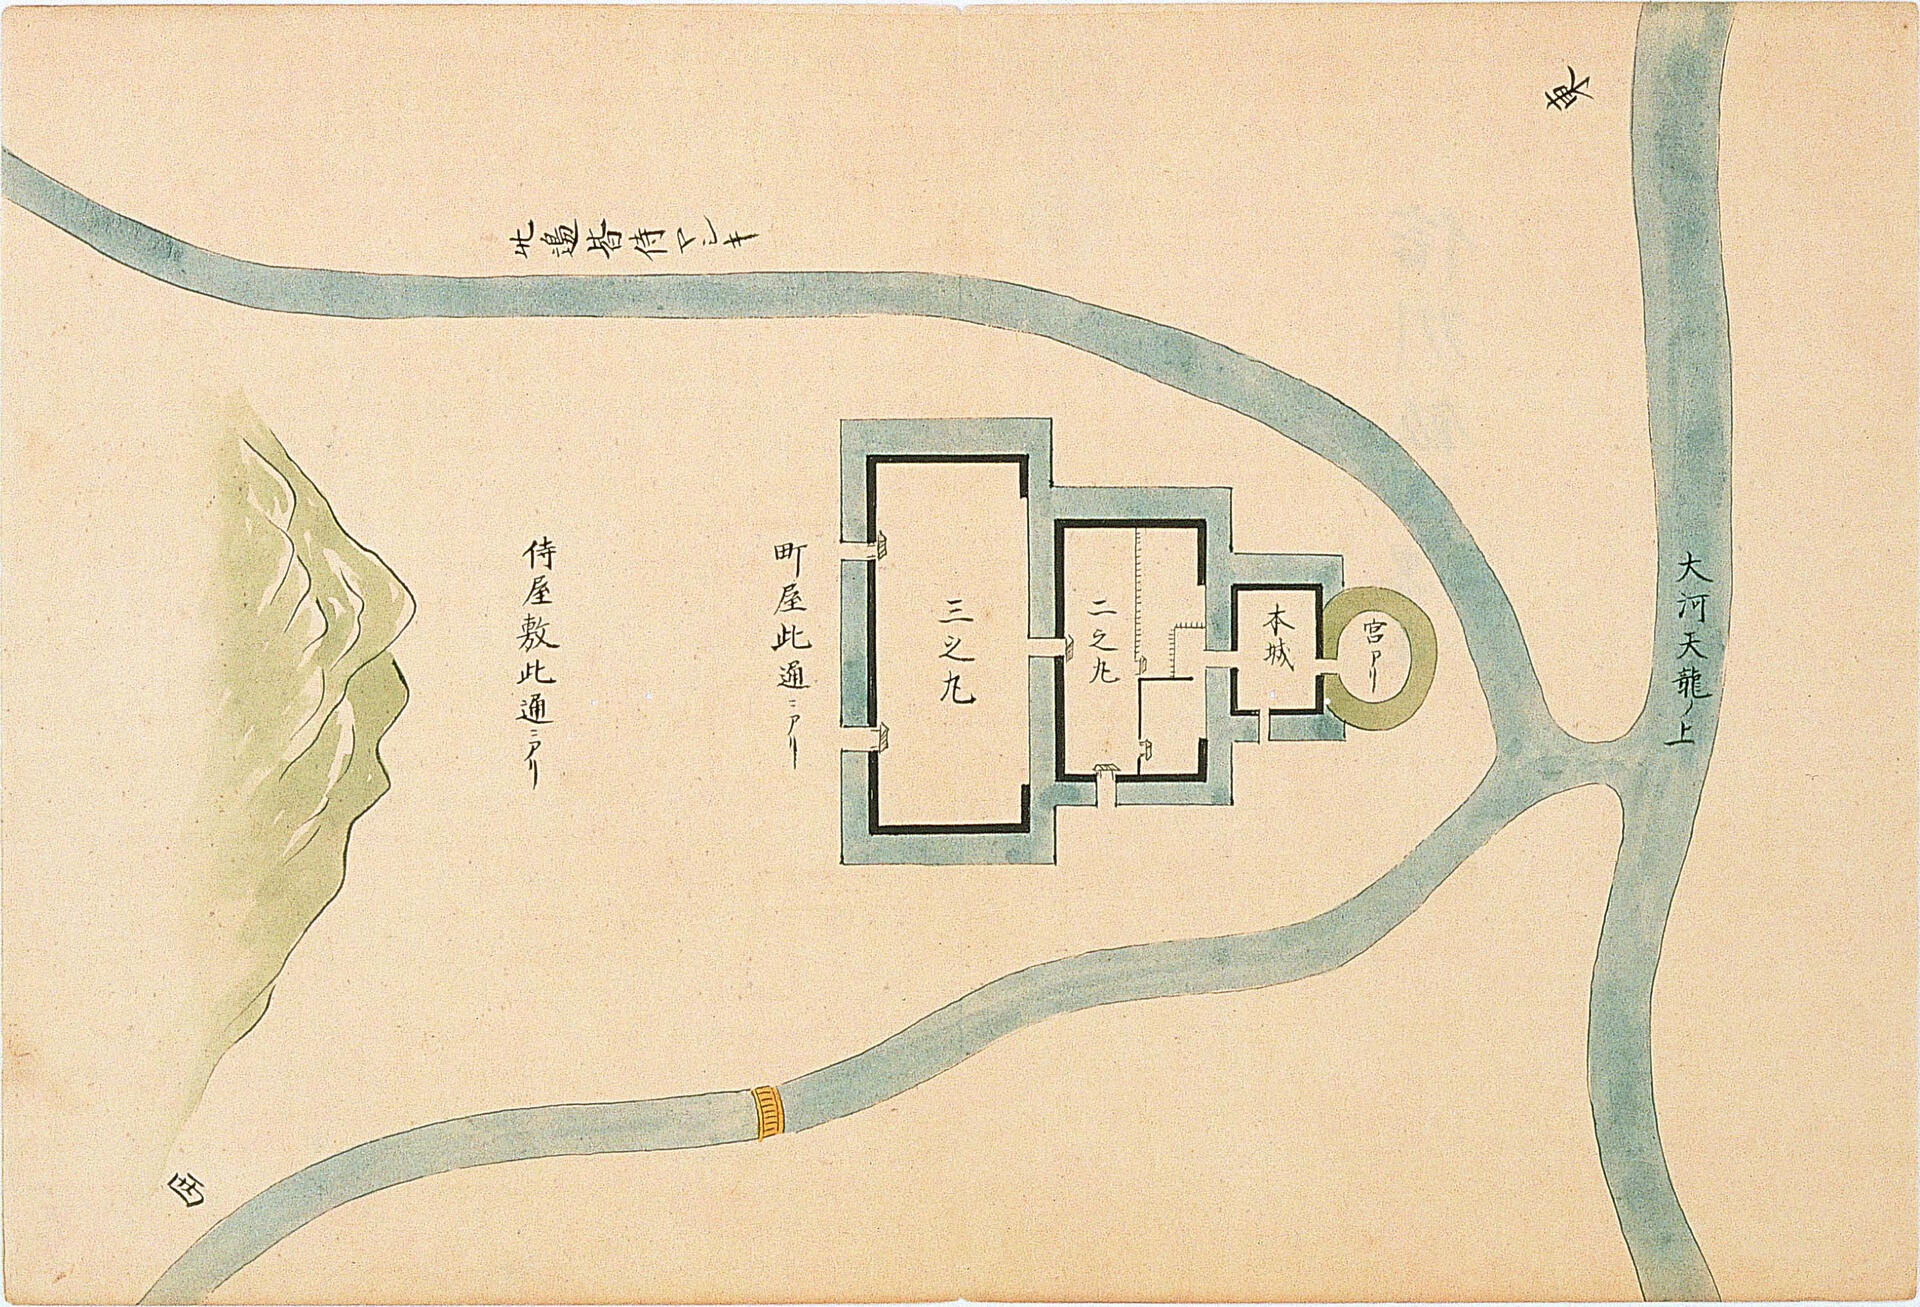 東
大河天龍ノ上
宮アリ
本城
二之丸
三之丸
町屋此通ニアリ
侍屋敷此通ニアリ
此邊皆侍マシキ
西